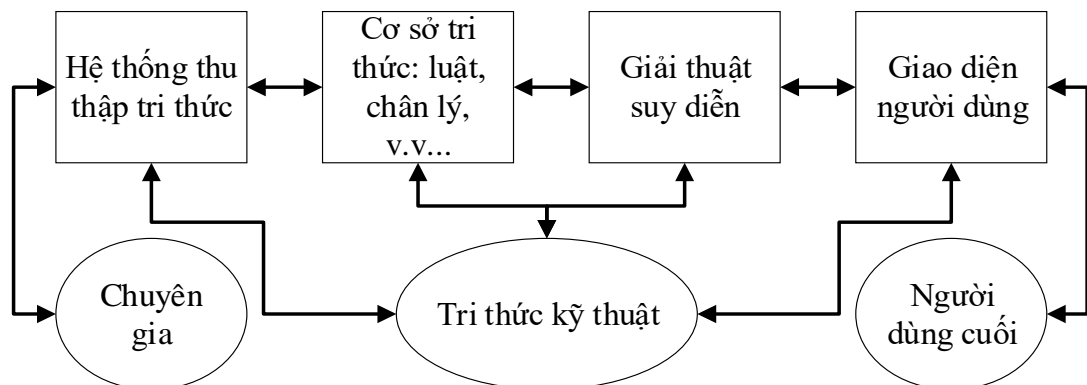 Hệ thống thu
thập tri thức
Cơ sở tri
thức: luật,
chân lý,
v.v...
Giải thuật
suy diễn
Giao diện
người dùng
Chuyên
gia
Tri thức kỹ thuật
Người
dùng cuối